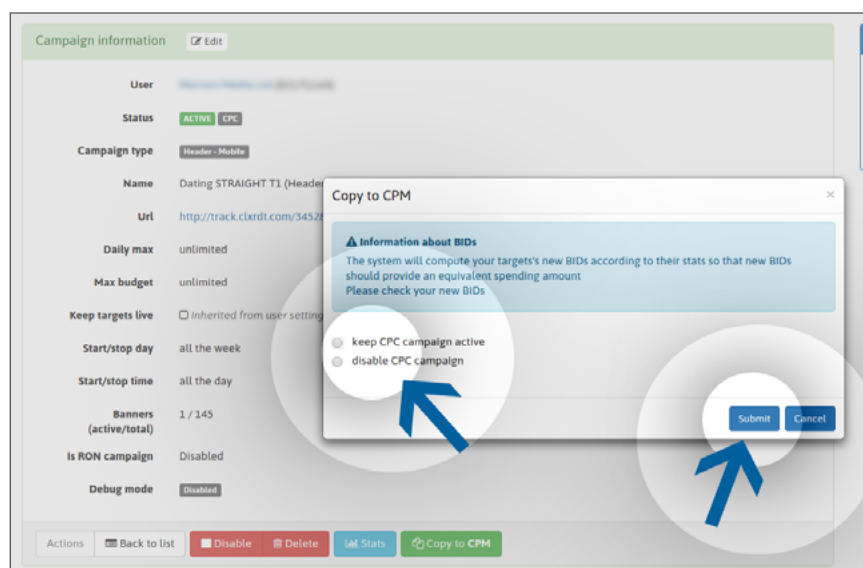 Campaign information Edit
User
Status ACTIVE CPC
Campaign type Header - Mobile
Name Dating STRAIGHT T1 (Header
Url http://track.clxrdt.com/3452
Daily max unlimited
Max budget unlimited
Keep targets live Inherited from user setting
Start/stop day all the week
Start/stop time all the day
Banners 1 / 145
(active/total)
Is RON campaign Disabled
Debug mode Disabled
Actions Back to list Disable Delete Stats Copy to CPM
Copy to CPM ×
Information about BIDs
The system will compute your targets's new BIDs according to their stats so that new BIDs
should provide an equivalent spending amount
Please check your new BIDs
keep CPC campaign active
disable CPC campaign
Submit Cancel